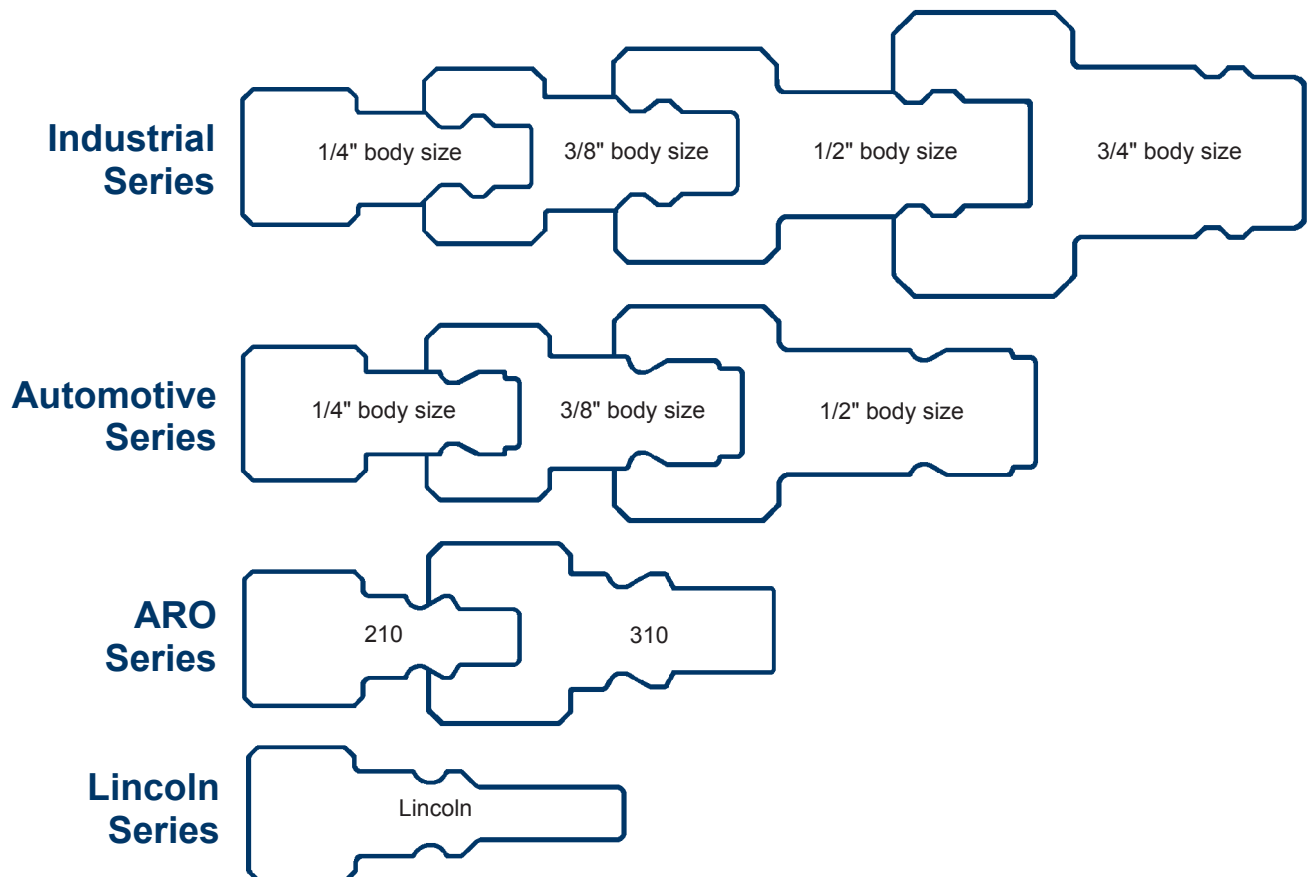 Industrial
Series
1/4" body size
3/8" body size
1/2" body size
3/4" body size
Automotive
Series
1/4" body size
3/8" body size
1/2" body size
ARO
Series
210
310
Lincoln
Series
Lincoln